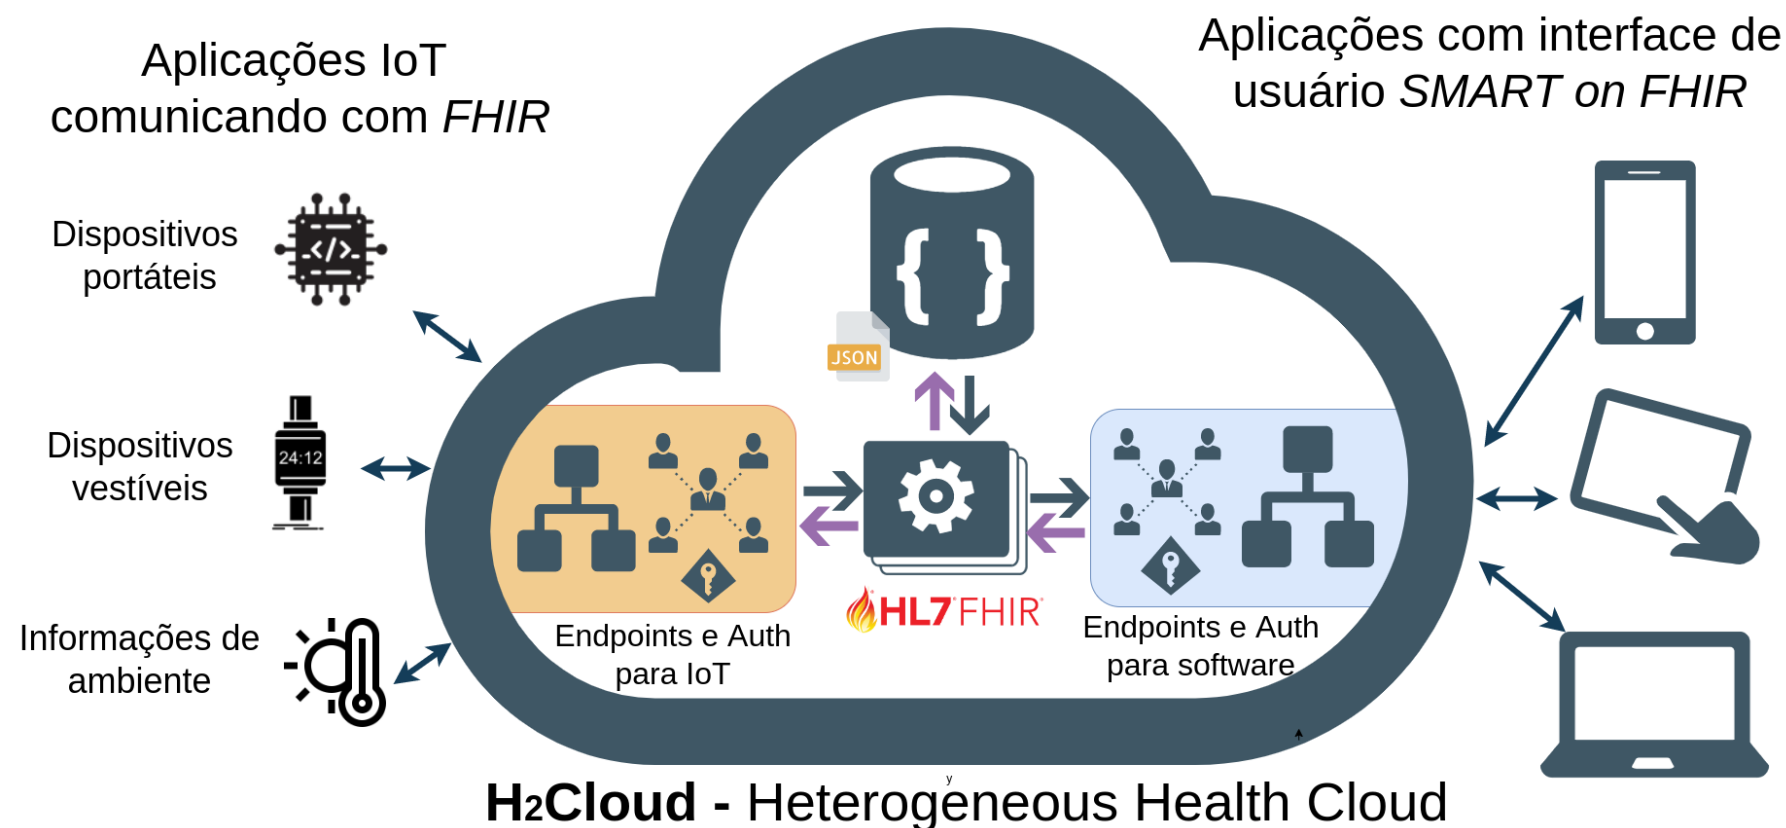 Aplicações IoT
comunicando com FHIR
Aplicações com interface de
usuário SMART on FHIR
Dispositivos
portáteis
</>
Dispositivos
vestíveis
24:12
Informações de
ambiente
{ }
JSON
HL7 FHIR
Endpoints e Auth
para IoT
Endpoints e Auth
para software
y
H2Cloud - Heterogeneous Health Cloud